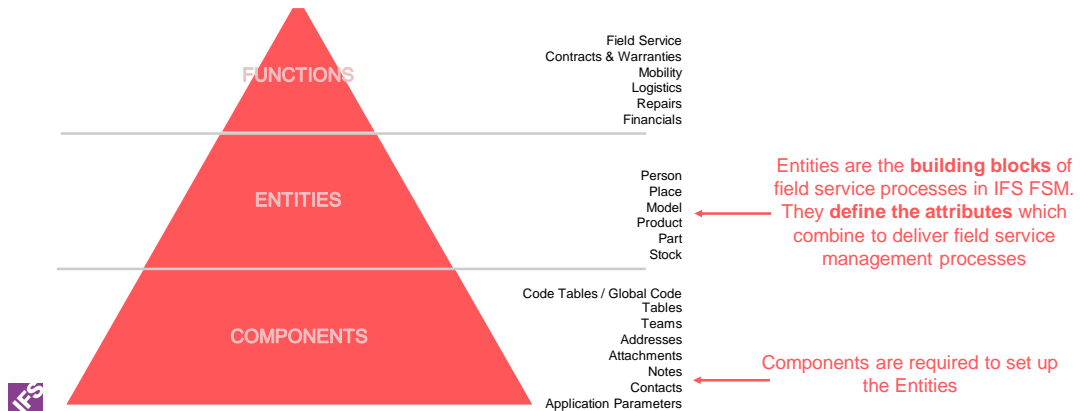 Field Service
Contracts & Warranties
Mobility
Logistics
Repairs
Financials
FUNCTIONS
Person
Place
Model
Product
Part
Stock
ENTITIES
Entities are the building blocks of
field service processes in IFS FSM.
They define the attributes which
combine to deliver field service
management processes
Code Tables / Global Code
Tables
Teams
Addresses
Attachments
Notes
Contacts
Application Parameters
COMPONENTS
Components are required to set up
the Entities
IFS